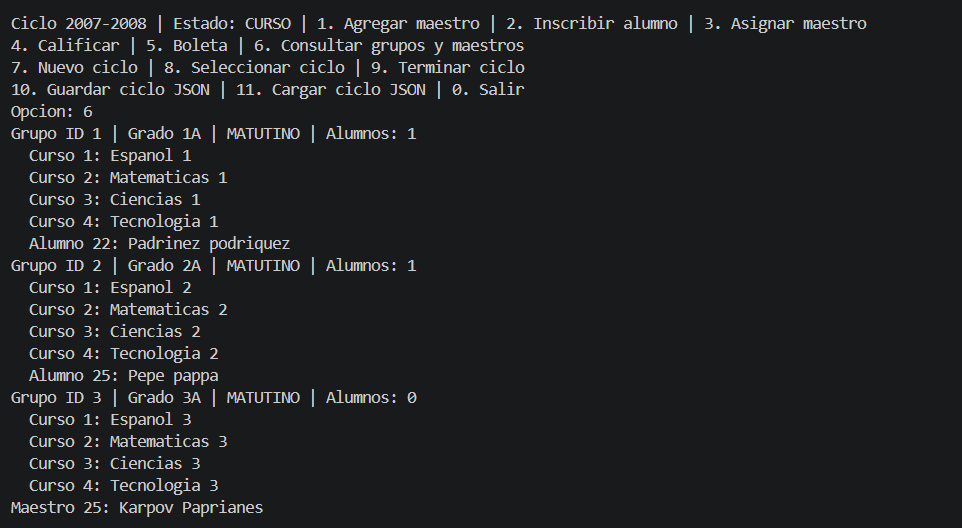 Ciclo 2007-2008 | Estado: CURSO | 1. Agregar maestro | 2. Inscribir alumno | 3. Asignar maestro
4. Calificar | 5. Boleta | 6. Consultar grupos y maestros
7. Nuevo ciclo | 8. Seleccionar ciclo | 9. Terminar ciclo
10. Guardar ciclo JSON | 11. Cargar ciclo JSON | 0. Salir
Opcion: 6
Grupo ID 1 | Grado 1A | MATUTINO | Alumnos: 1
  Curso 1: Espanol 1
  Curso 2: Matematicas 1
  Curso 3: Ciencias 1
  Curso 4: Tecnologia 1
  Alumno 22: Padrinez podriquez
Grupo ID 2 | Grado 2A | MATUTINO | Alumnos: 1
  Curso 1: Espanol 2
  Curso 2: Matematicas 2
  Curso 3: Ciencias 2
  Curso 4: Tecnologia 2
  Alumno 25: Pepe pappa
Grupo ID 3 | Grado 3A | MATUTINO | Alumnos: 0
  Curso 1: Espanol 3
  Curso 2: Matematicas 3
  Curso 3: Ciencias 3
  Curso 4: Tecnologia 3
Maestro 25: Karpov Paprianes